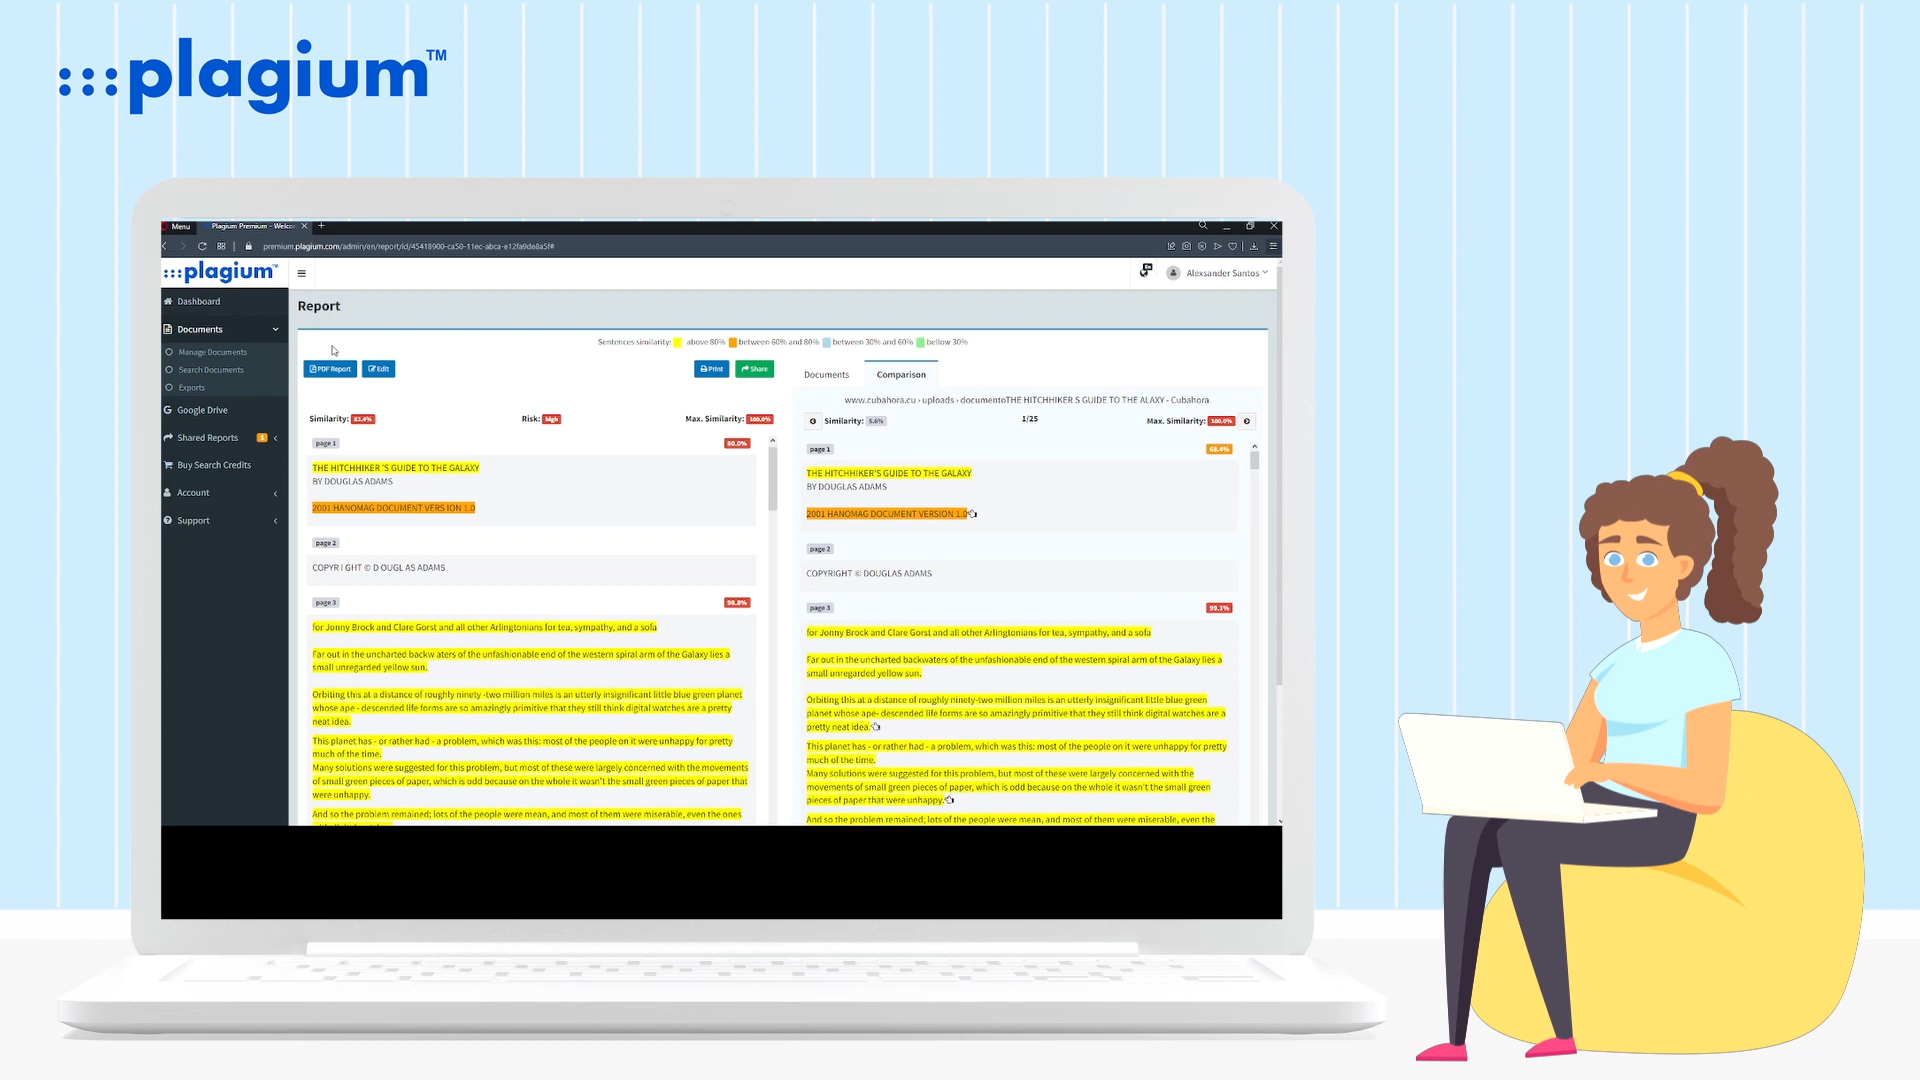 :::plagium™
Menu
Plagium Premium - Welco
premium.plagium.com/admin/en/report/id/45418900-ca50-11ec-abca-e12fa9de8a5f#
:::plagium™
Alexsander Santos
Dashboard
Documents
Manage Documents
Search Documents
Exports
Google Drive
Shared Reports 1
Buy Search Credits
Account
Support
Report
Sentences similarity: above 80% between 60% and 80% between 30% and 60% bellow 30%
PDF Report Edit Print Share
Similarity: 82.4% Risk: high Max. Similarity: 100.0%
page 1 80.0%
THE HITCHHIKER 'S GUIDE TO THE GALAXY
BY DOUGLAS ADAMS
2001 HANOMAG DOCUMENT VERS ION 1.0
page 2
COPYR I GHT © D OUGL AS ADAMS
page 3 98.8%
for Jonny Brock and Clare Gorst and all other Arlingtonians for tea, sympathy, and a sofa
Far out in the uncharted backw aters of the unfashionable end of the western spiral arm of the Galaxy lies a
small unregarded yellow sun.
Orbiting this at a distance of roughly ninety -two million miles is an utterly insignificant little blue green planet
whose ape - descended life forms are so amazingly primitive that they still think digital watches are a pretty
neat idea.
This planet has - or rather had - a problem, which was this: most of the people on it were unhappy for pretty
much of the time.
Many solutions were suggested for this problem, but most of these were largely concerned with the movements
of small green pieces of paper, which is odd because on the whole it wasn't the small green pieces of paper that
were unhappy.
And so the problem remained; lots of the people were mean, and most of them were miserable, even the ones
Documents Comparison
www.cubahora.cu › uploads › documentoTHE HITCHHIKER S GUIDE TO THE ALAXY - Cubahora
Similarity: 5.6% 1/25 Max. Similarity: 100.0%
page 1 68.4%
THE HITCHHIKER'S GUIDE TO THE GALAXY
BY DOUGLAS ADAMS
2001 HANOMAG DOCUMENT VERSION 1.0
page 2
COPYRIGHT © DOUGLAS ADAMS
page 3 99.1%
for Jonny Brock and Clare Gorst and all other Arlingtonians for tea, sympathy, and a sofa
Far out in the uncharted backwaters of the unfashionable end of the western spiral arm of the Galaxy lies a
small unregarded yellow sun.
Orbiting this at a distance of roughly ninety-two million miles is an utterly insignificant little blue green
planet whose ape- descended life forms are so amazingly primitive that they still think digital watches are a
pretty neat idea.
This planet has - or rather had - a problem, which was this: most of the people on it were unhappy for pretty
much of the time.
Many solutions were suggested for this problem, but most of these were largely concerned with the
movements of small green pieces of paper, which is odd because on the whole it wasn't the small green
pieces of paper that were unhappy.
And so the problem remained; lots of the people were mean, and most of them were miserable, even the